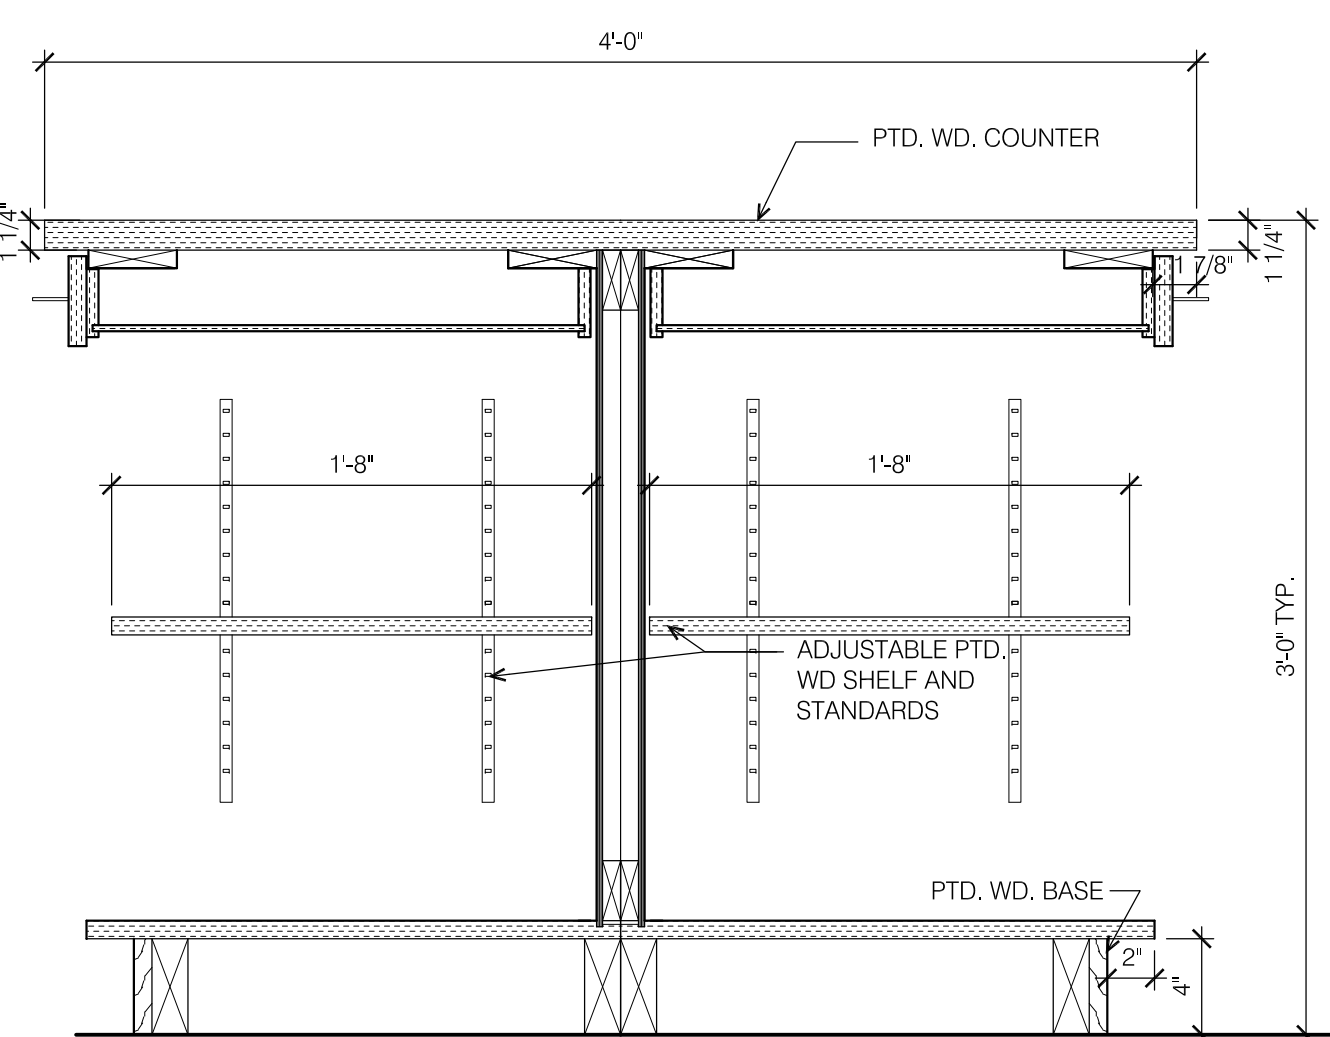 4'-0"
PTD. WD. COUNTER
1 1/4"
1 1/4"
1 7/8"
1'-8"
1'-8"
ADJUSTABLE PTD.
WD SHELF AND
STANDARDS
3'-0" TYP.
PTD. WD. BASE
2"
4"